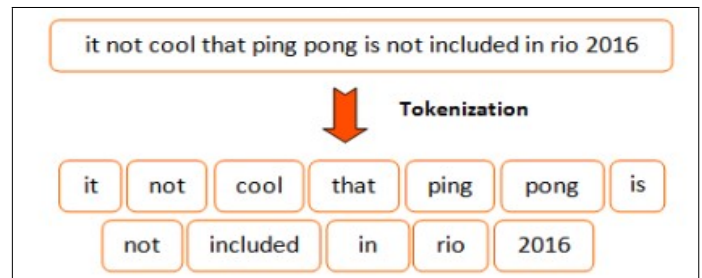 it not cool that ping pong is not included in rio 2016
Tokenization
it not cool that ping pong is
not included in rio 2016